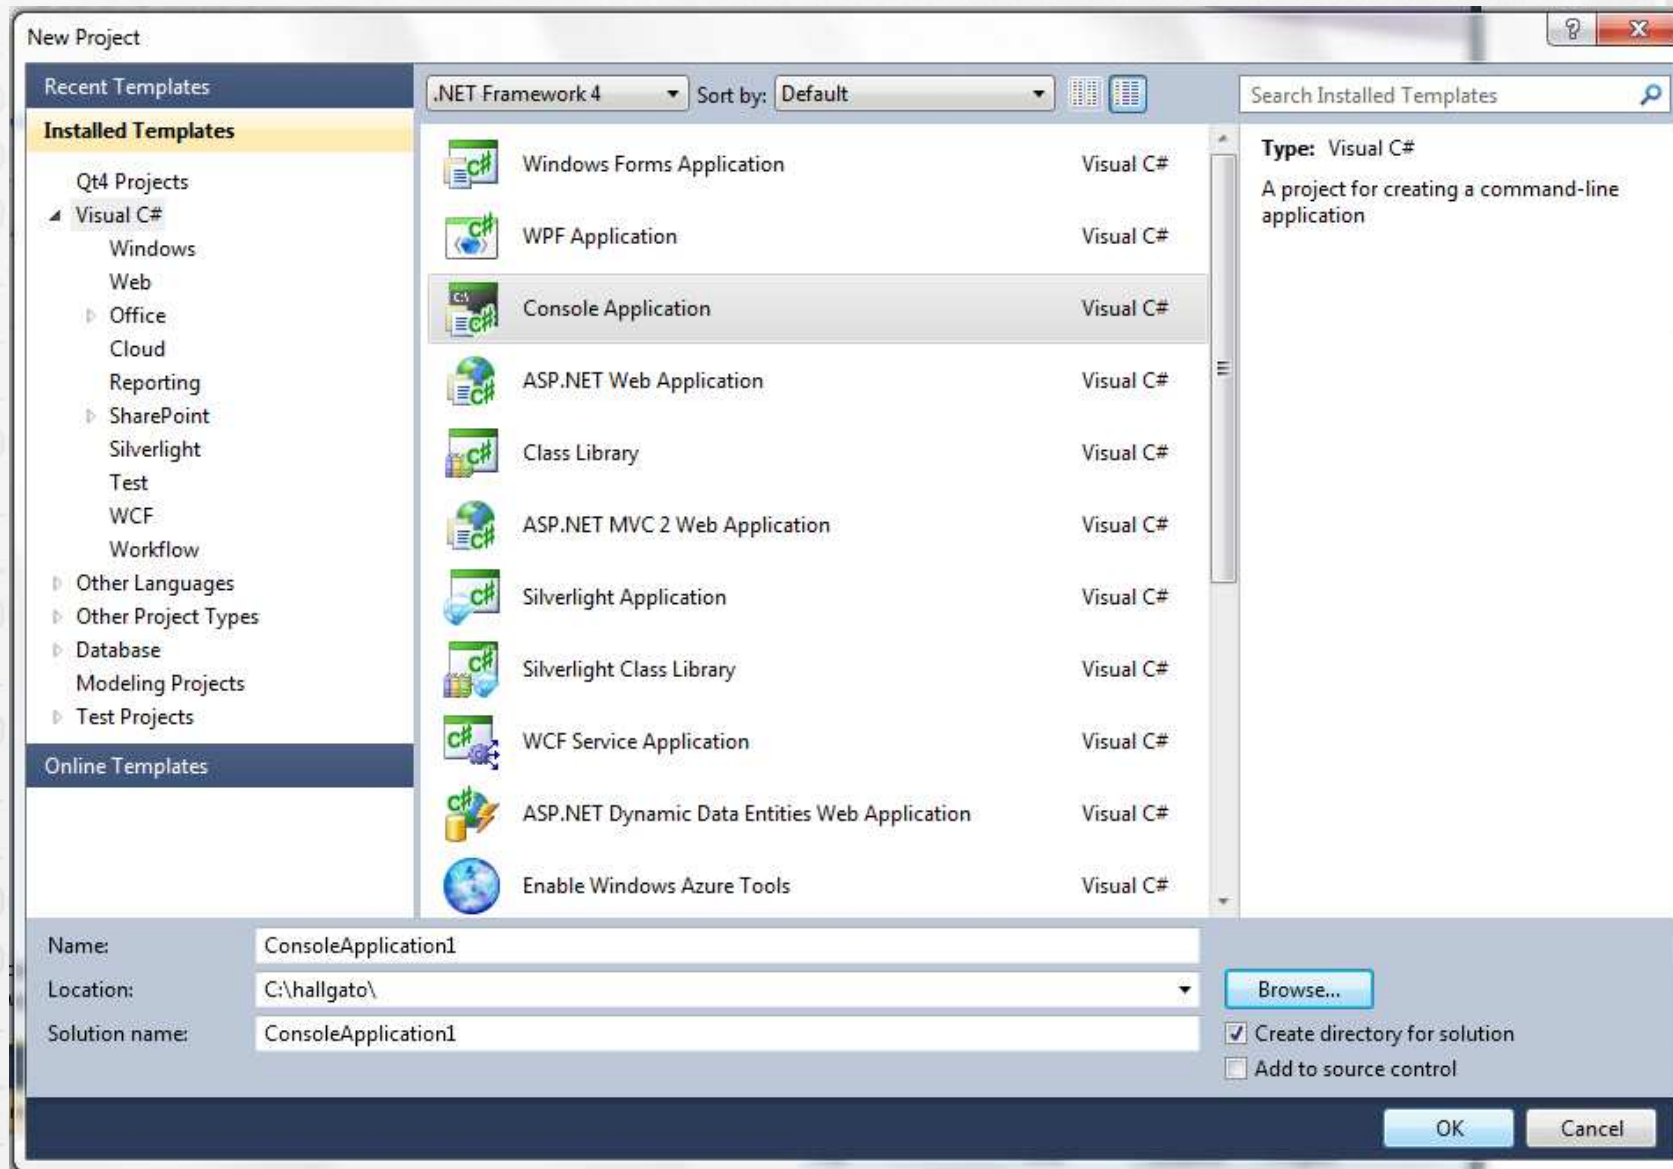 New Project
Recent Templates
Installed Templates
Qt4 Projects
Visual C#
Windows
Web
Office
Cloud
Reporting
SharePoint
Silverlight
Test
WCF
Workflow
Other Languages
Other Project Types
Database
Modeling Projects
Test Projects
Online Templates
.NET Framework 4 Sort by: Default
Windows Forms Application Visual C#
WPF Application Visual C#
Console Application Visual C#
ASP.NET Web Application Visual C#
Class Library Visual C#
ASP.NET MVC 2 Web Application Visual C#
Silverlight Application Visual C#
Silverlight Class Library Visual C#
WCF Service Application Visual C#
ASP.NET Dynamic Data Entities Web Application Visual C#
Enable Windows Azure Tools Visual C#
Search Installed Templates
Type: Visual C#
A project for creating a command-line
application
Name: ConsoleApplication1
Location: C:\hallgato\ Browse...
Solution name: ConsoleApplication1
Create directory for solution
Add to source control
OK Cancel